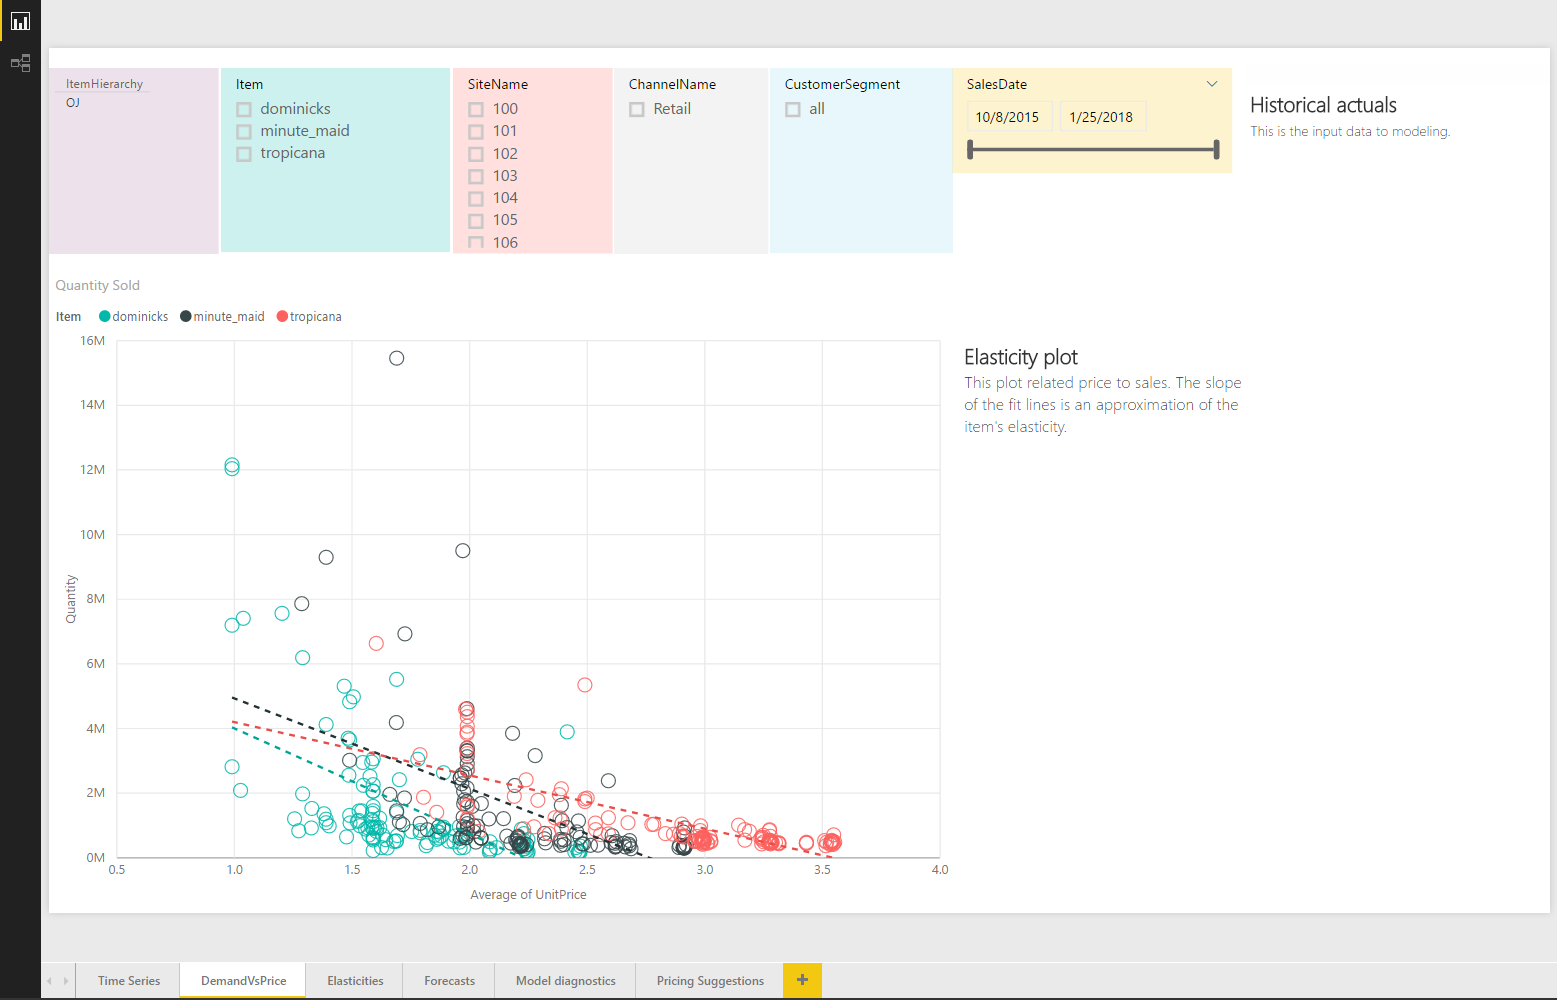 ItemHierarchy
OJ
Item
dominicks
minute_maid
tropicana
SiteName
100
101
102
103
104
105
106
ChannelName
Retail
CustomerSegment
all
SalesDate
10/8/2015 1/25/2018
Historical actuals
This is the input data to modeling.
Quantity Sold
Item dominicks minute_maid tropicana
16M
14M
12M
10M
8M
6M
4M
2M
0M
Quantity
0.5 1.0 1.5 2.0 2.5 3.0 3.5 4.0
Average of UnitPrice
Elasticity plot
This plot related price to sales. The slope
of the fit lines is an approximation of the
item's elasticity.
Time Series DemandVsPrice Elasticities Forecasts Model diagnostics Pricing Suggestions +